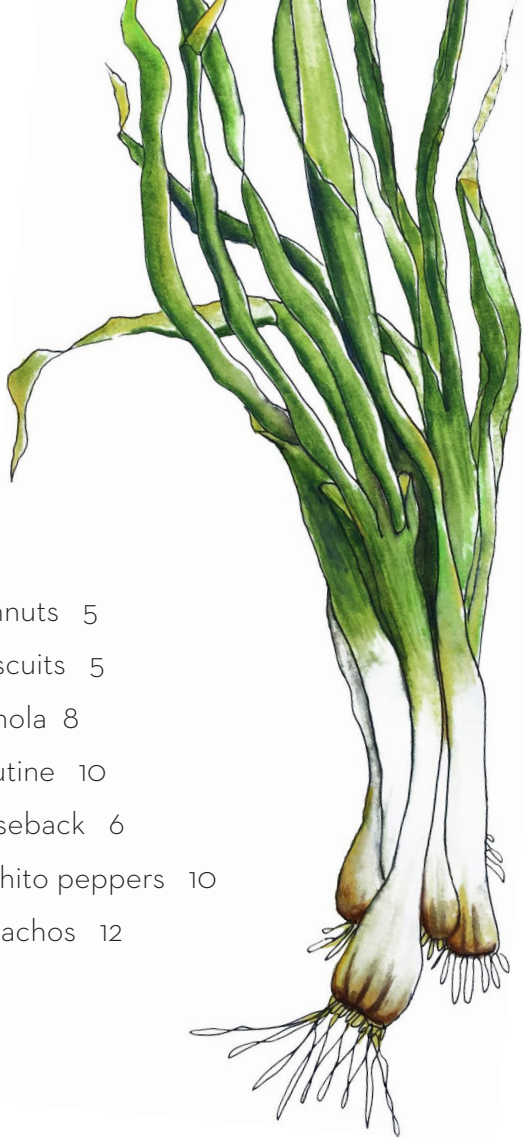 nuts 5
scuits 5
nola 8
utine 10
seback 6
hito peppers 10
achos 12